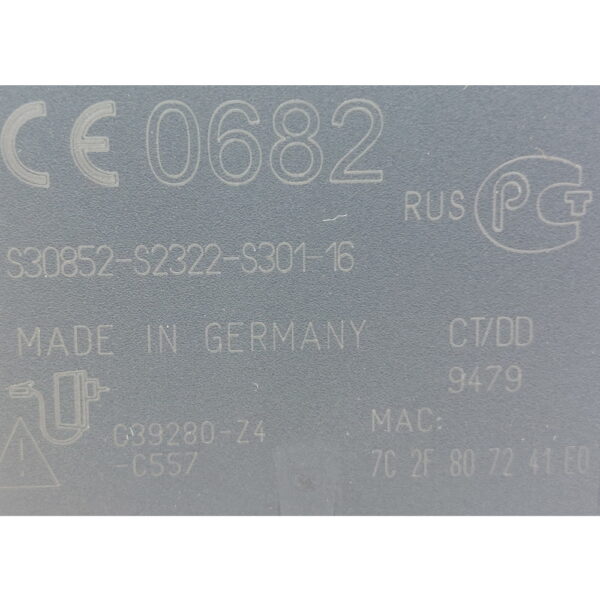 CE 0682
RUS PCT
S30852-S2322-S301-16
MADE IN GERMANY CT/DD
9479
C39280-Z4
-C557
MAC:
7C 2F 80 72 41 E0